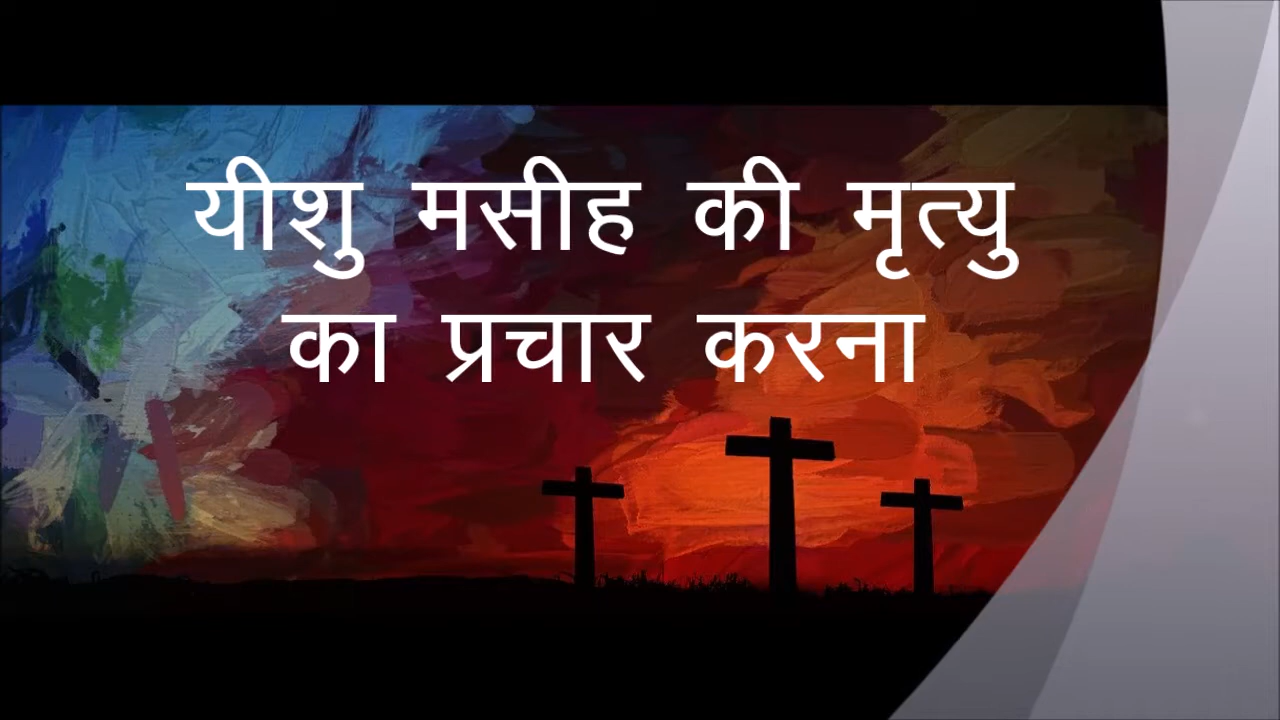 यीशु मसीह की मृत्यु
का प्रचार करना